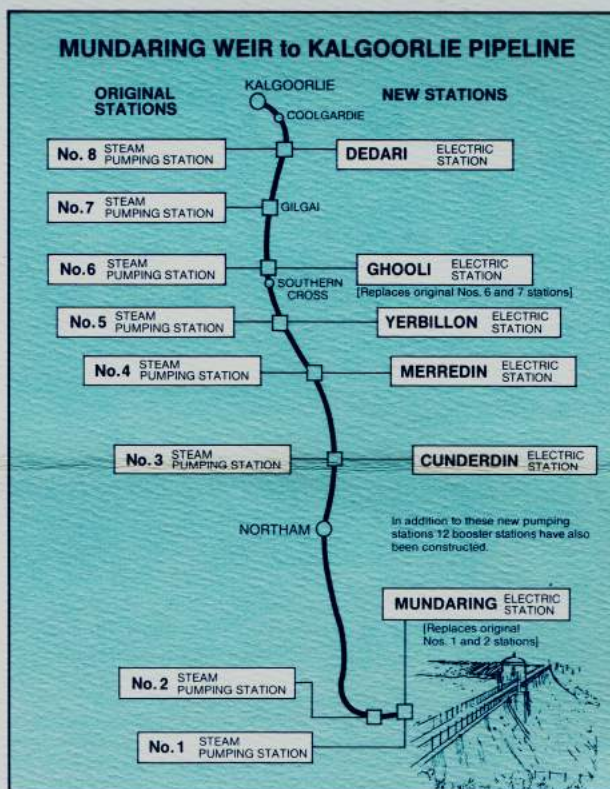 MUNDARING WEIR to KALGOORLIE PIPELINE
ORIGINAL
STATIONS
KALGOORLIE
NEW STATIONS
COOLGARDIE
No. 8 STEAM
PUMPING STATION
DEDARI ELECTRIC
STATION
No.7 STEAM
PUMPING STATION
GILGAI
No.6 STEAM
PUMPING STATION
GHOOLI ELECTRIC
STATION
[Replaces original Nos. 6 and 7 stations]
SOUTHERN
CROSS
No. 5 STEAM
PUMPING STATION
YERBILLON ELECTRIC
STATION
No.4 STEAM
PUMPING STATION
MERREDIN ELECTRIC
STATION
No. 3 STEAM
PUMPING STATION
CUNDERDIN ELECTRIC
STATION
NORTHAM
In addition to these new pumping
stations 12 booster stations have also
been constructed.
MUNDARING ELECTRIC
STATION
[Replaces original
Nos. 1 and 2 stations]
No.2 STEAM
PUMPING STATION
No.1 STEAM
PUMPING STATION